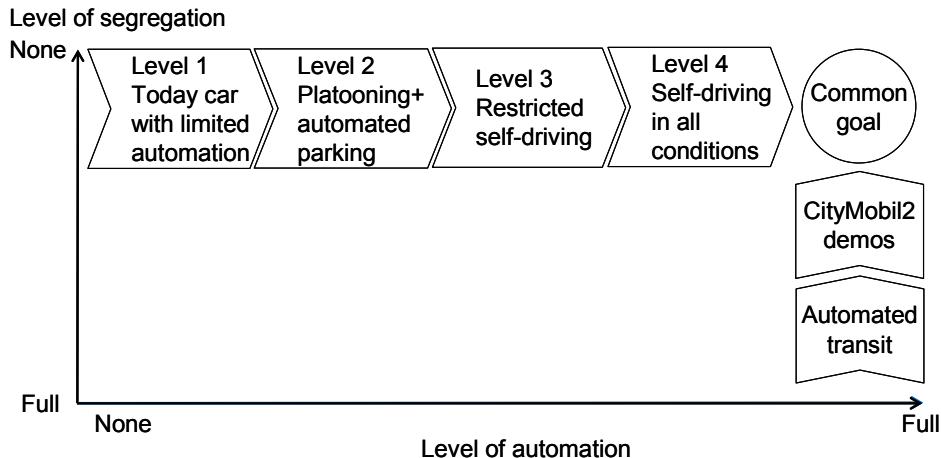 Level of segregation
None
Level 1
Today car
with limited
automation
Level 2
Platooning+
automated
parking
Level 3
Restricted
self-driving
Level 4
Self-driving
in all
conditions
Common
goal
CityMobil2
demos
Automated
transit
Full
None
Full
Level of automation